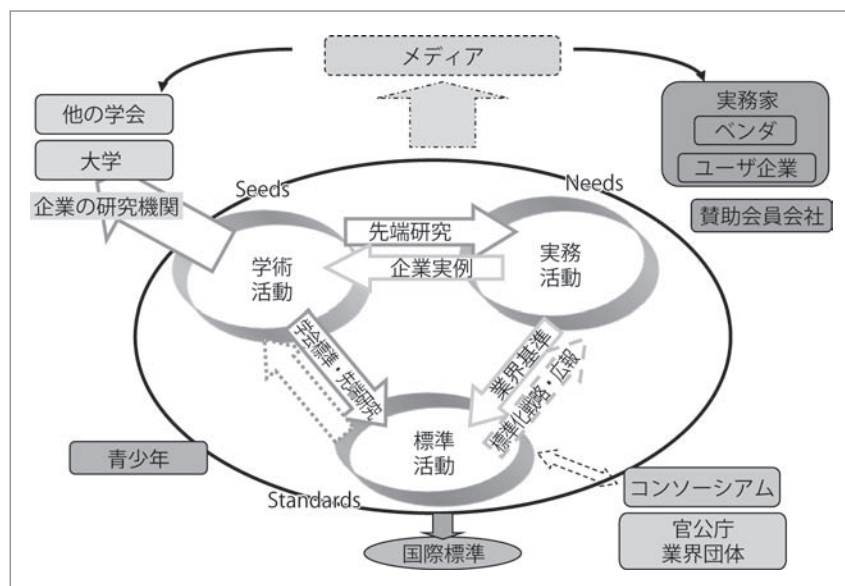 メディア
他の学会
大学
企業の研究機関
実務家
ベンダ
ユーザ企業
賛助会員会社
Seeds
Needs
先端研究
企業実例
学術
活動
実務
活動
学会標準・先端研究
業界基準
標準化戦略・広報
標準
活動
青少年
Standards
コンソーシアム
官公庁
業界団体
国際標準